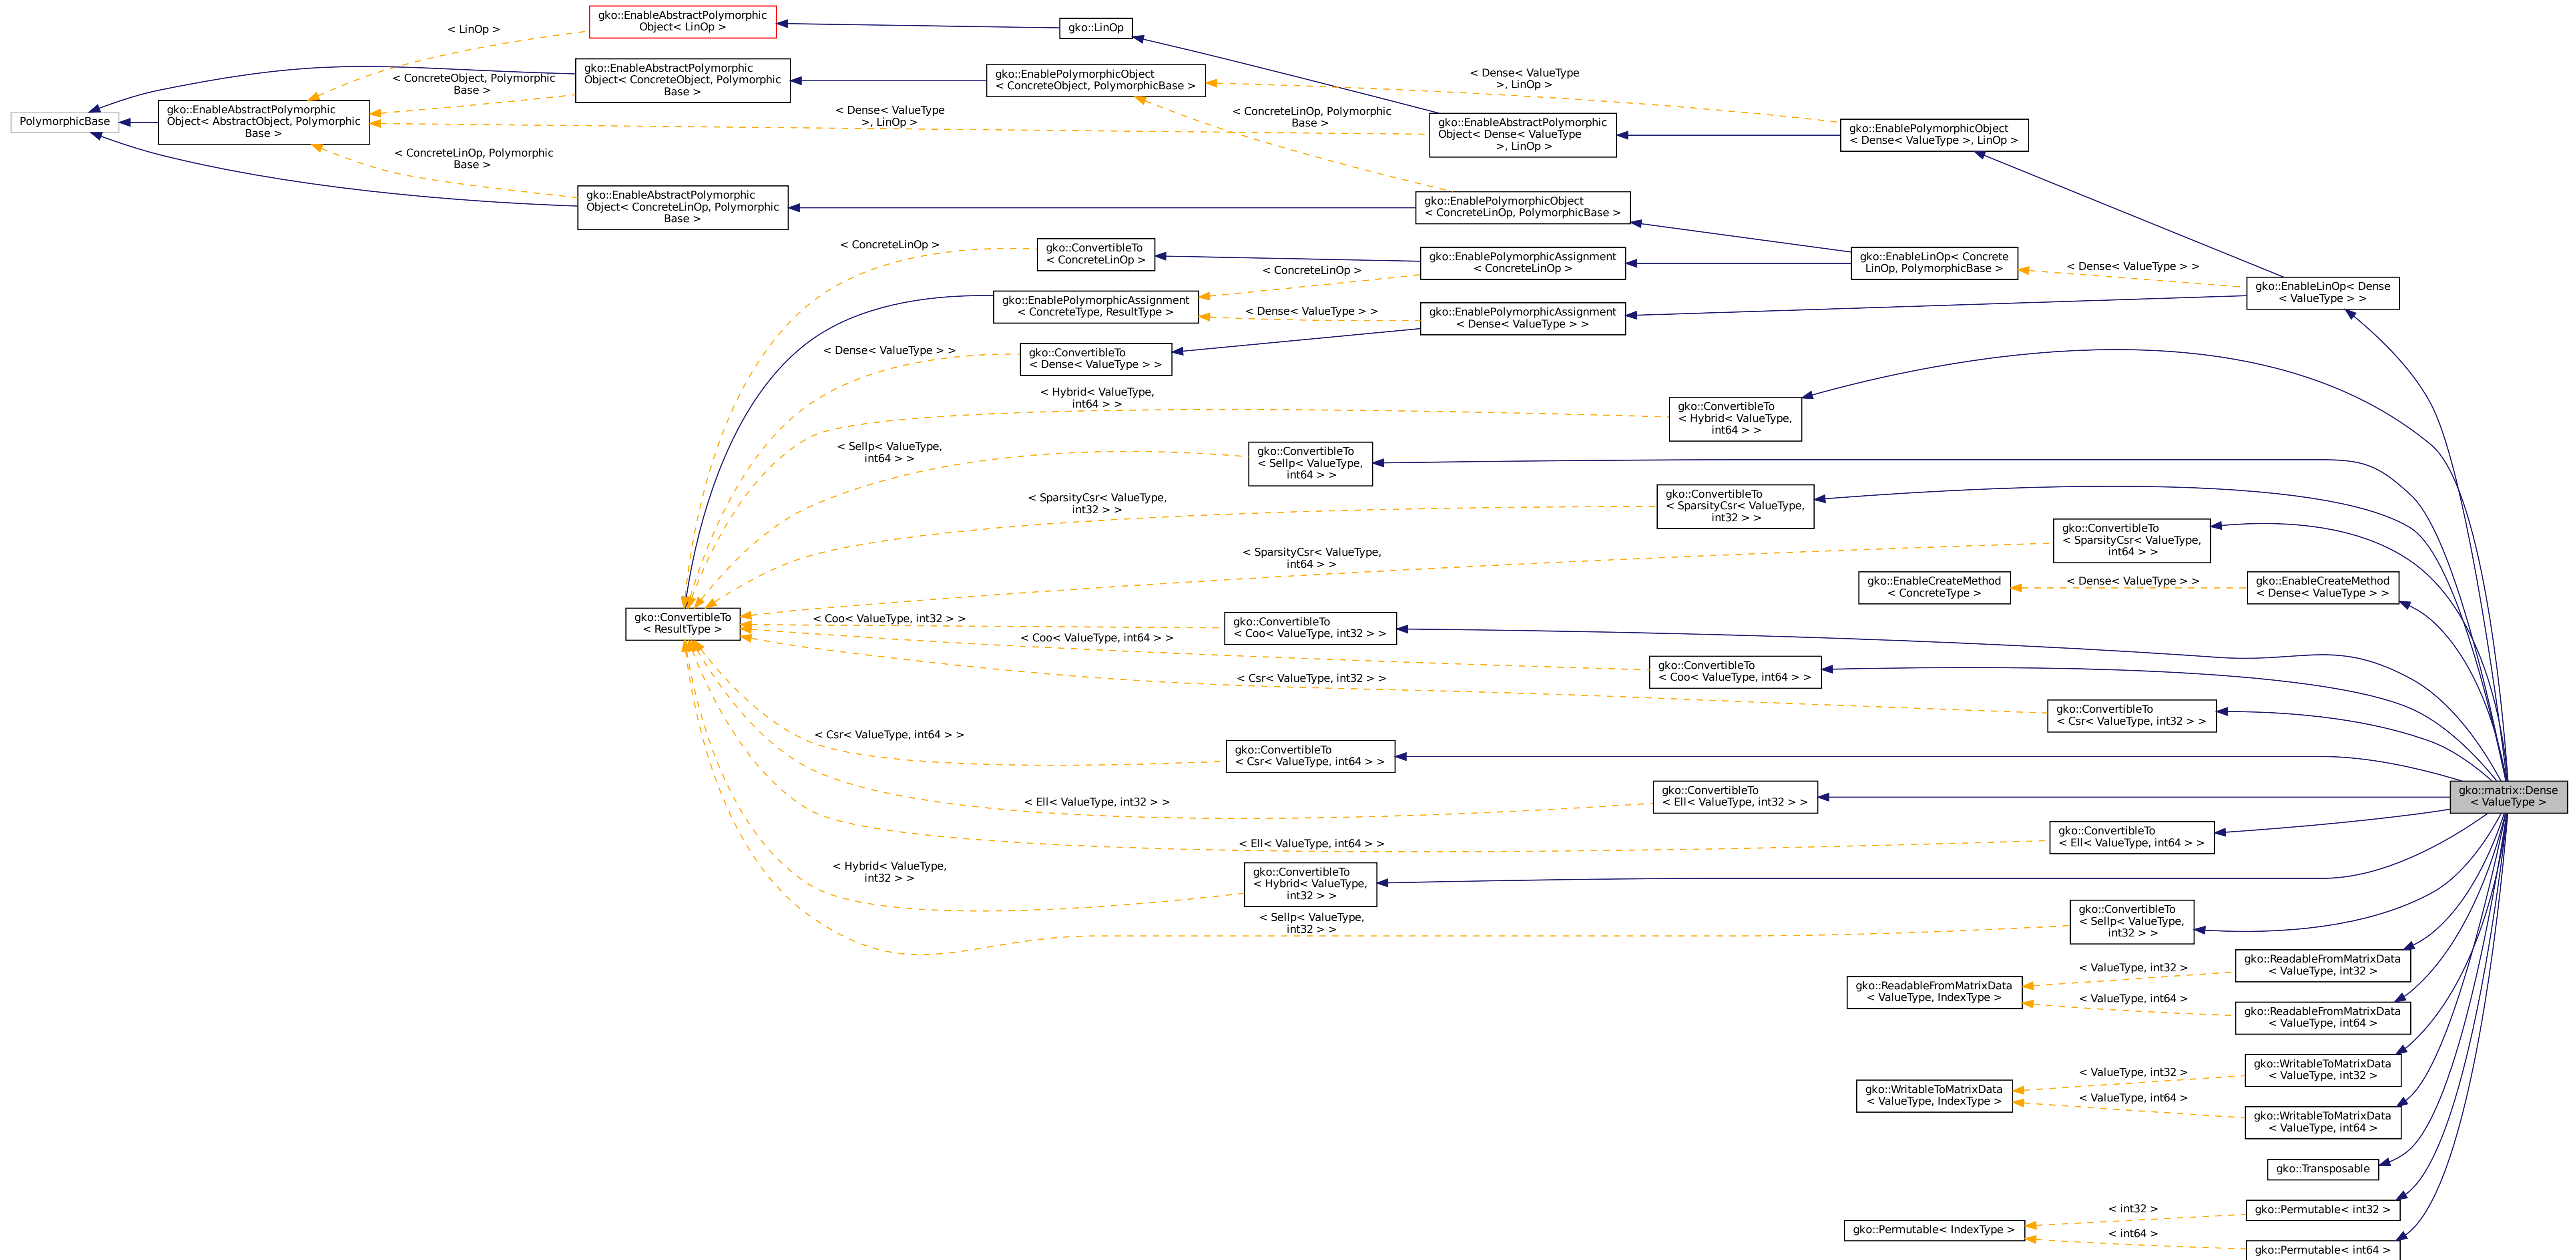 gko::EnableAbstractPolymorphic
Object< LinOp >
gko::LinOp
< LinOp >
gko::EnableAbstractPolymorphic
Object< ConcreteObject, Polymorphic
Base >
gko::EnablePolymorphicObject
< ConcreteObject, PolymorphicBase >
< ConcreteObject, Polymorphic
Base >
< Dense< ValueType
>, LinOp >
PolymorphicBase
gko::EnableAbstractPolymorphic
Object< AbstractObject, Polymorphic
Base >
< Dense< ValueType
>, LinOp >
< ConcreteLinOp, Polymorphic
Base >
gko::EnableAbstractPolymorphic
Object< Dense< ValueType
>, LinOp >
gko::EnablePolymorphicObject
< Dense< ValueType >, LinOp >
< ConcreteLinOp, Polymorphic
Base >
gko::EnableAbstractPolymorphic
Object< ConcreteLinOp, Polymorphic
Base >
gko::EnablePolymorphicObject
< ConcreteLinOp, PolymorphicBase >
< ConcreteLinOp >
gko::ConvertibleTo
< ConcreteLinOp >
gko::EnablePolymorphicAssignment
< ConcreteLinOp >
gko::EnableLinOp< Concrete
LinOp, PolymorphicBase >
< Dense< ValueType > >
gko::EnableLinOp< Dense
< ValueType > >
< ConcreteLinOp >
gko::EnablePolymorphicAssignment
< ConcreteType, ResultType >
< Dense< ValueType > >
gko::EnablePolymorphicAssignment
< Dense< ValueType > >
< Dense< ValueType > >
gko::ConvertibleTo
< Dense< ValueType > >
< Hybrid< ValueType,
int64 > >
gko::ConvertibleTo
< Hybrid< ValueType,
int64 > >
< Sellp< ValueType,
int64 > >
gko::ConvertibleTo
< Sellp< ValueType,
int64 > >
< SparsityCsr< ValueType,
int32 > >
gko::ConvertibleTo
< SparsityCsr< ValueType,
int32 > >
< SparsityCsr< ValueType,
int64 > >
gko::ConvertibleTo
< SparsityCsr< ValueType,
int64 > >
gko::EnableCreateMethod
< ConcreteType >
< Dense< ValueType > >
gko::EnableCreateMethod
< Dense< ValueType > >
gko::ConvertibleTo
< ResultType >
< Coo< ValueType, int32 > >
gko::ConvertibleTo
< Coo< ValueType, int32 > >
< Coo< ValueType, int64 > >
gko::ConvertibleTo
< Coo< ValueType, int64 > >
< Csr< ValueType, int32 > >
gko::ConvertibleTo
< Csr< ValueType, int32 > >
< Csr< ValueType, int64 > >
gko::ConvertibleTo
< Csr< ValueType, int64 > >
< Ell< ValueType, int32 > >
gko::ConvertibleTo
< Ell< ValueType, int32 > >
gko::matrix::Dense
< ValueType >
< Ell< ValueType, int64 > >
gko::ConvertibleTo
< Ell< ValueType, int64 > >
< Hybrid< ValueType,
int32 > >
gko::ConvertibleTo
< Hybrid< ValueType,
int32 > >
< Sellp< ValueType,
int32 > >
gko::ConvertibleTo
< Sellp< ValueType,
int32 > >
gko::ReadableFromMatrixData
< ValueType, IndexType >
< ValueType, int32 >
gko::ReadableFromMatrixData
< ValueType, int32 >
< ValueType, int64 >
gko::ReadableFromMatrixData
< ValueType, int64 >
gko::WritableToMatrixData
< ValueType, IndexType >
< ValueType, int32 >
gko::WritableToMatrixData
< ValueType, int32 >
< ValueType, int64 >
gko::WritableToMatrixData
< ValueType, int64 >
gko::Transposable
gko::Permutable< IndexType >
< int32 >
gko::Permutable< int32 >
< int64 >
gko::Permutable< int64 >